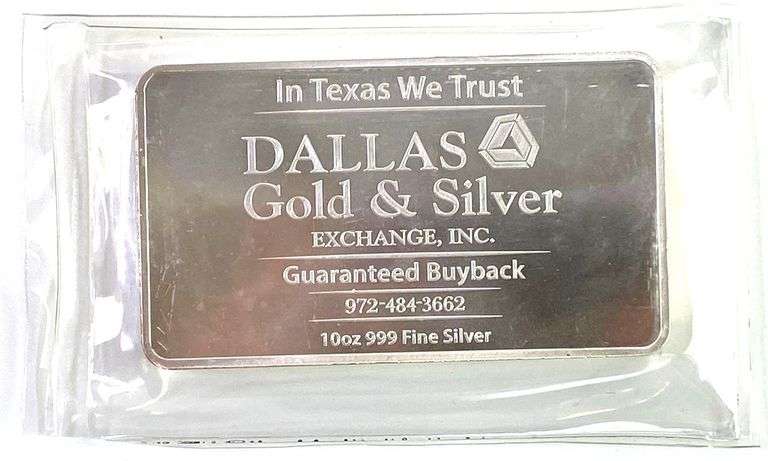 In Texas We Trust
DALLAS
Gold & Silver
EXCHANGE, INC.
Guaranteed Buyback
972-484-3662
10oz 999 Fine Silver